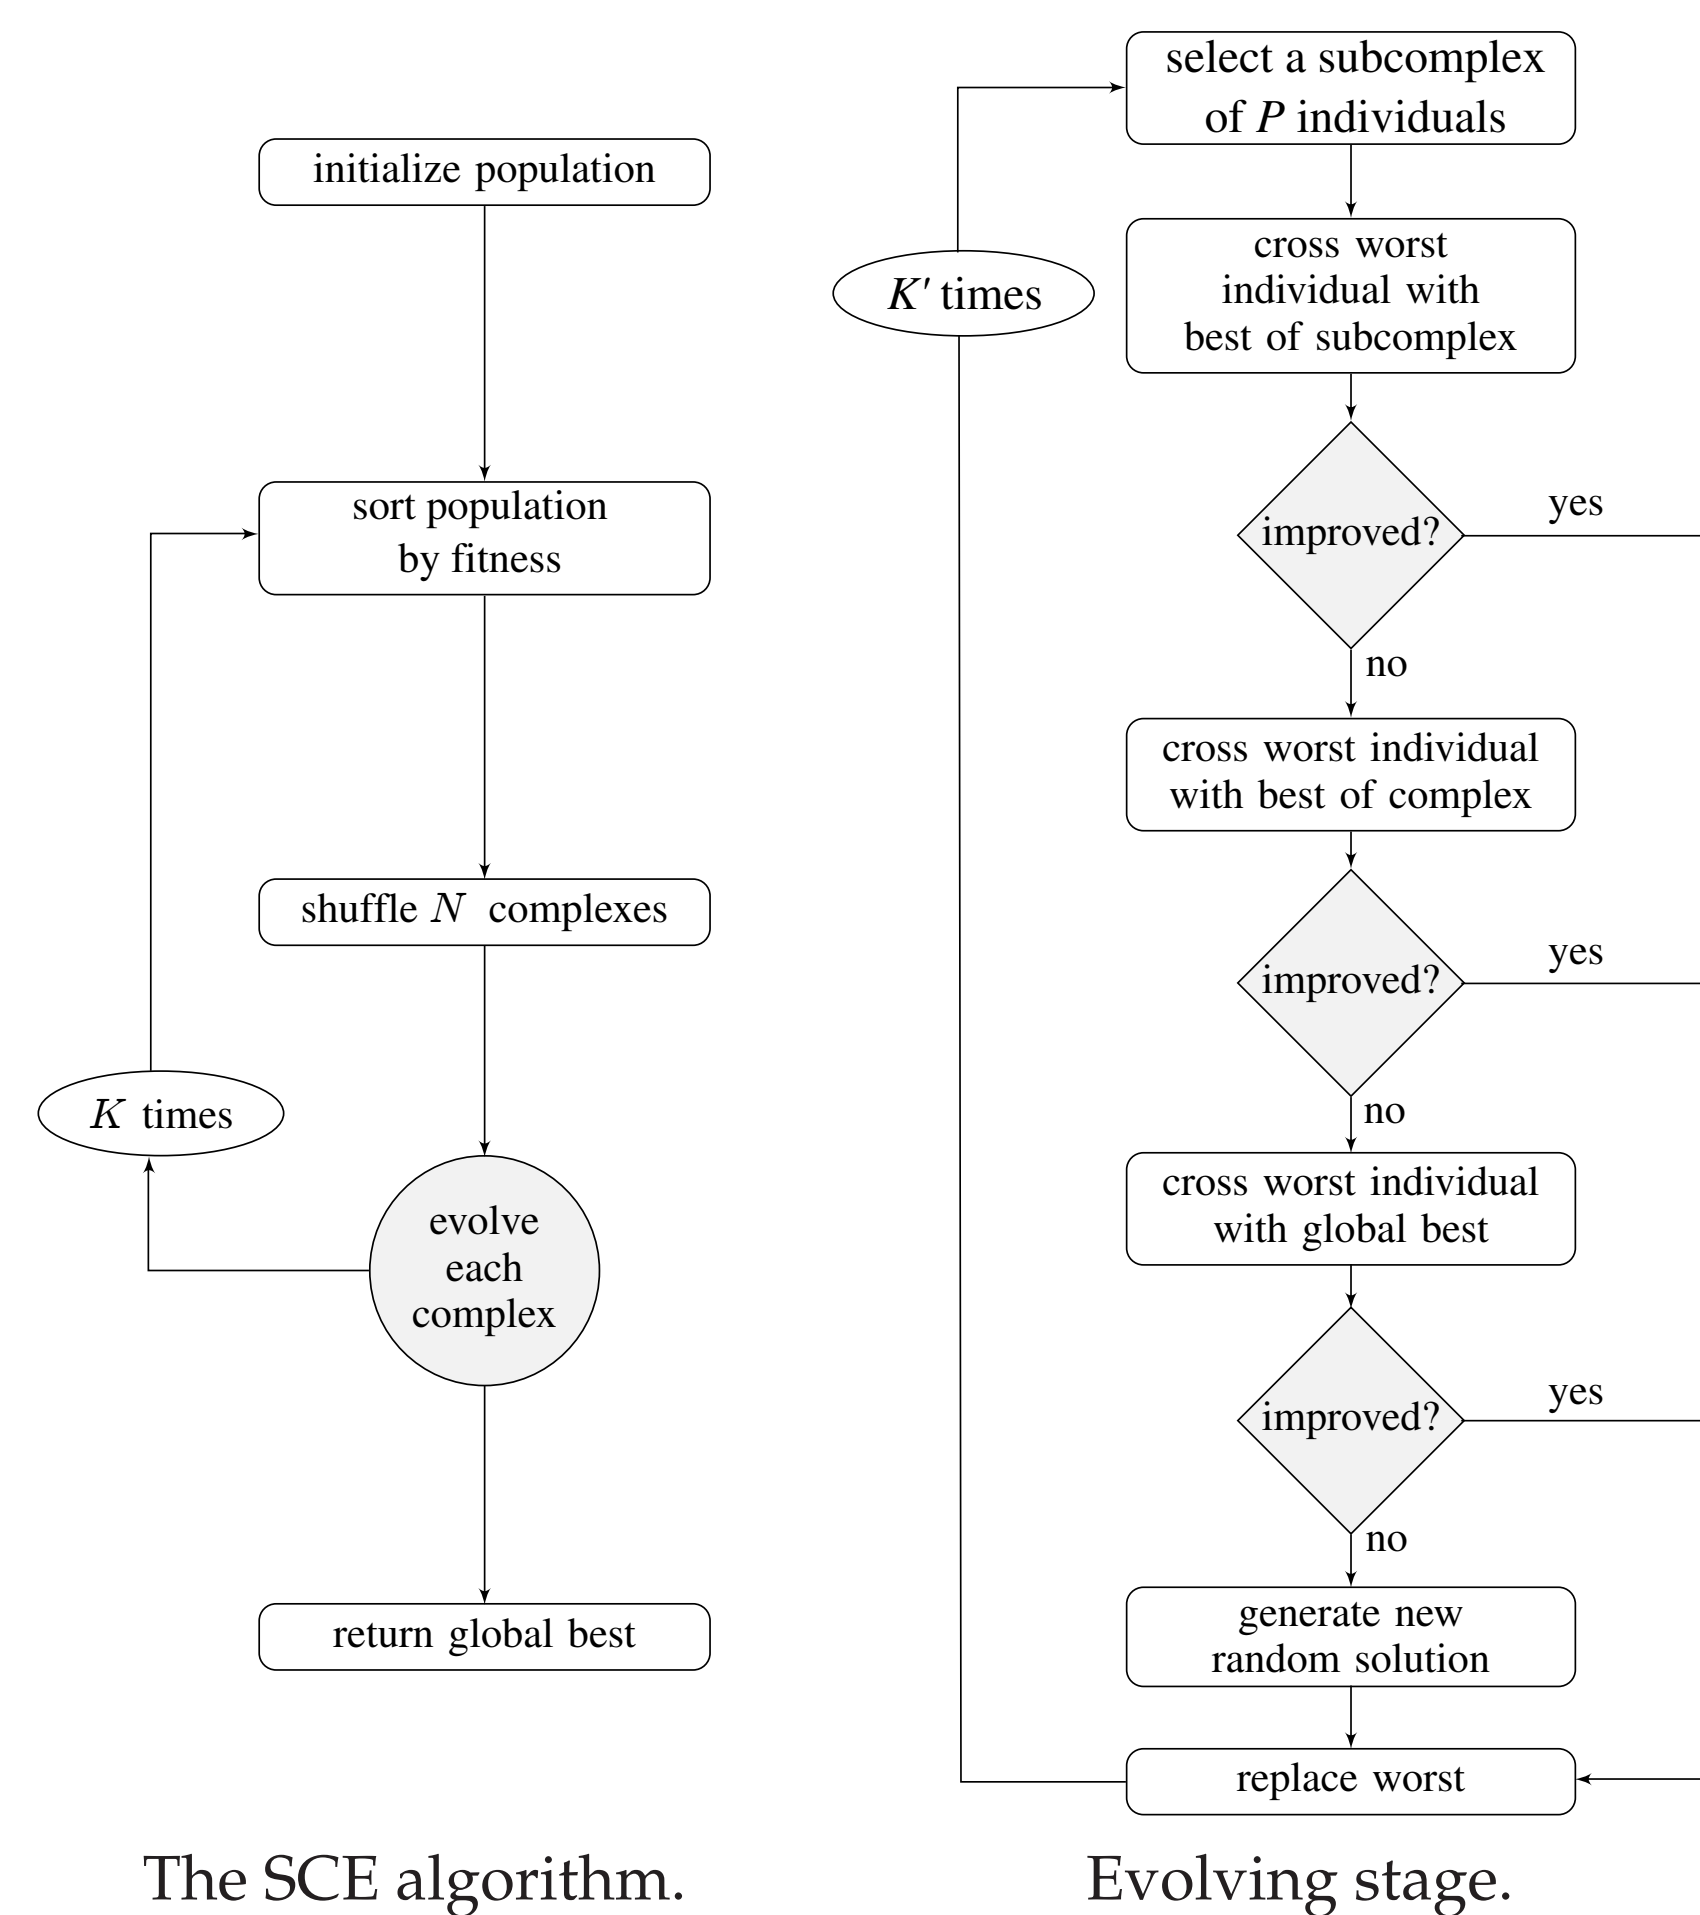 initialize population
sort population
by fitness
shuffle N complexes
K times
evolve
each
complex
return global best
The SCE algorithm.
select a subcomplex
of P individuals
K' times
cross worst
individual with
best of subcomplex
improved?
yes
no
cross worst individual
with best of complex
improved?
yes
no
cross worst individual
with global best
improved?
yes
no
generate new
random solution
replace worst
Evolving stage.